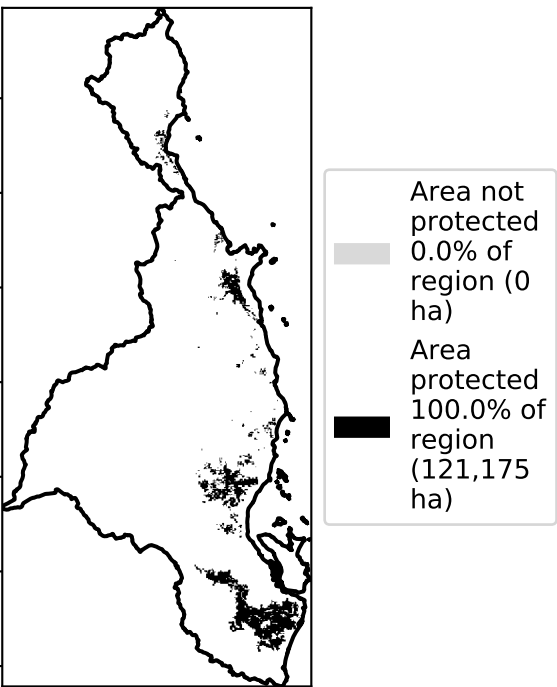 Area not
protected
0.0% of
region (0
ha)
Area
protected
100.0% of
region
(121,175
ha)